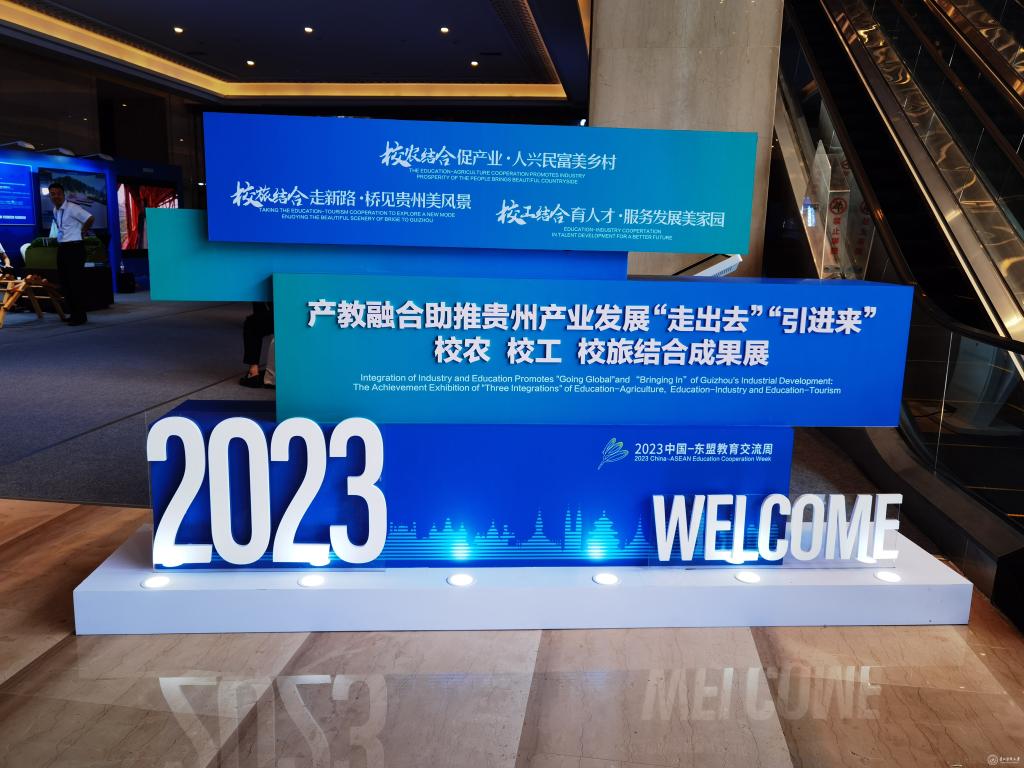 校农结合促产业·人兴民富美乡村
THE EDUCATION-AGRICULTURE COOPERATION PROMOTES INDUSTRY
PROSPERITY OF THE PEOPLE BRINGS BEAUTIFUL COUNTRYSIDE
校旅结合走新路·桥见贵州美风景
TAKING THE EDUCATION-TOURISM COOPERATION TO EXPLORE A NEW MODE
ENJOYING THE BEAUTIFUL SCENERY OF BRIGE TO GUIZHOU
校工结合育人才·服务发展美家园
EDUCATION-INDUSTRY COOPERTATION
IN TALENT DEVELOPMENT FOR A BETTER FUTURE
产教融合助推贵州产业发展“走出去”“引进来”
校农 校工 校旅结合成果展
Integration of Industry and Education Promotes "Going Global"and "Bringing In" of Guizhou's Industrial Development:
The Achievement Exhibition of "Three Integrations" of Education-Agriculture, Education-Industry and Education-Tourism
2023中国-东盟教育交流周
2023 China-ASEAN Education Cooperation Week
2023
WELCOME